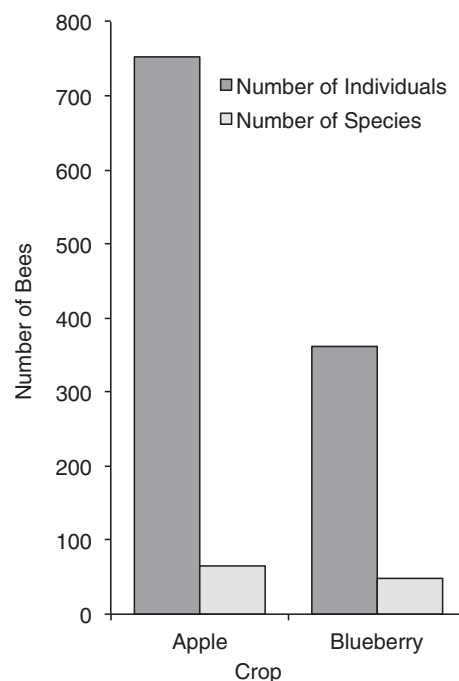 800
700
600
500
400
300
200
100
0
Number of Bees
Number of Individuals
Number of Species
Apple
Blueberry
Crop